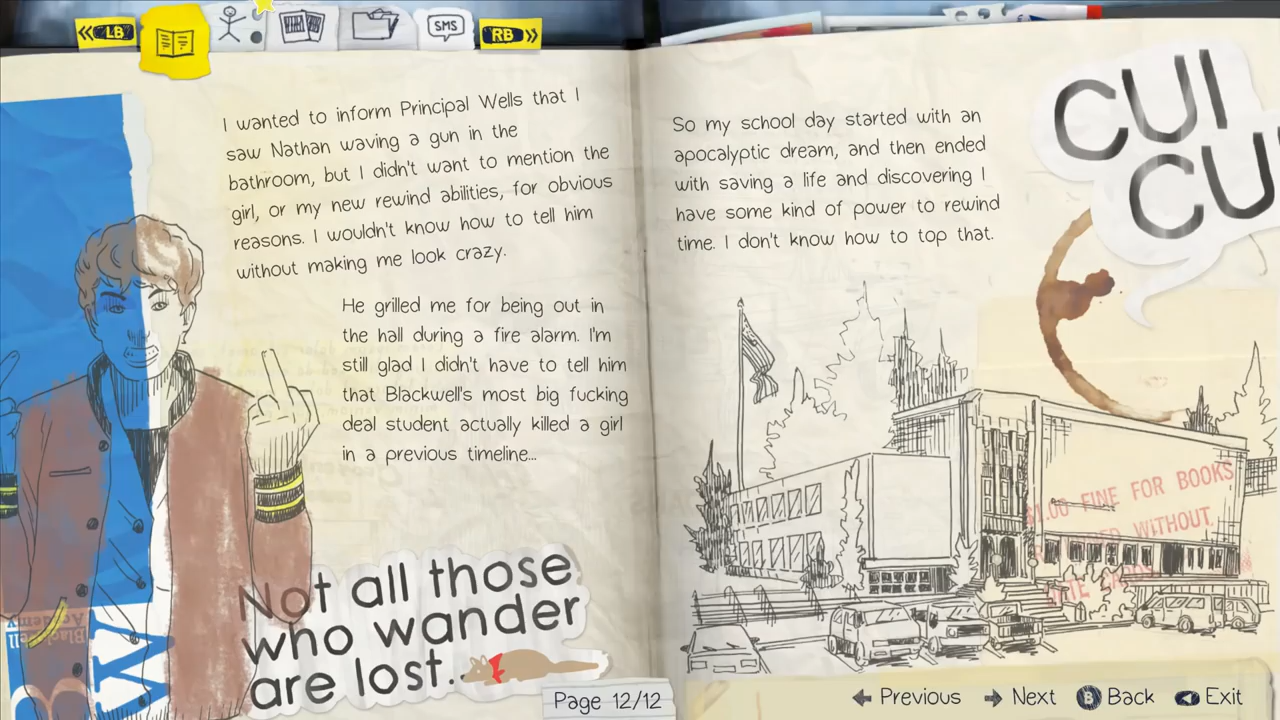 LB
SMS
RB
I wanted to inform Principal Wells that I
saw Nathan waving a gun in the
bathroom, but I didn't want to mention the
girl, or my new rewind abilities, for obvious
reasons. I wouldn't know how to tell him
without making me look crazy.
He grilled me for being out in
the hall during a fire alarm. I'm
still glad I didn't have to tell him
that Blackwell's most big fucking
deal student actually killed a girl
in a previous timeline...
Not all those
who wander
are lost.
Blackwell
Academy
So my school day started with an
apocalyptic dream, and then ended
with saving a life and discovering I
have some kind of power to rewind
time. I don't know how to top that.
CUI
CU
$1.00 FINE FOR BOOKS
WITHOUT
Page 12/12
Previous
Next
B Back
Exit